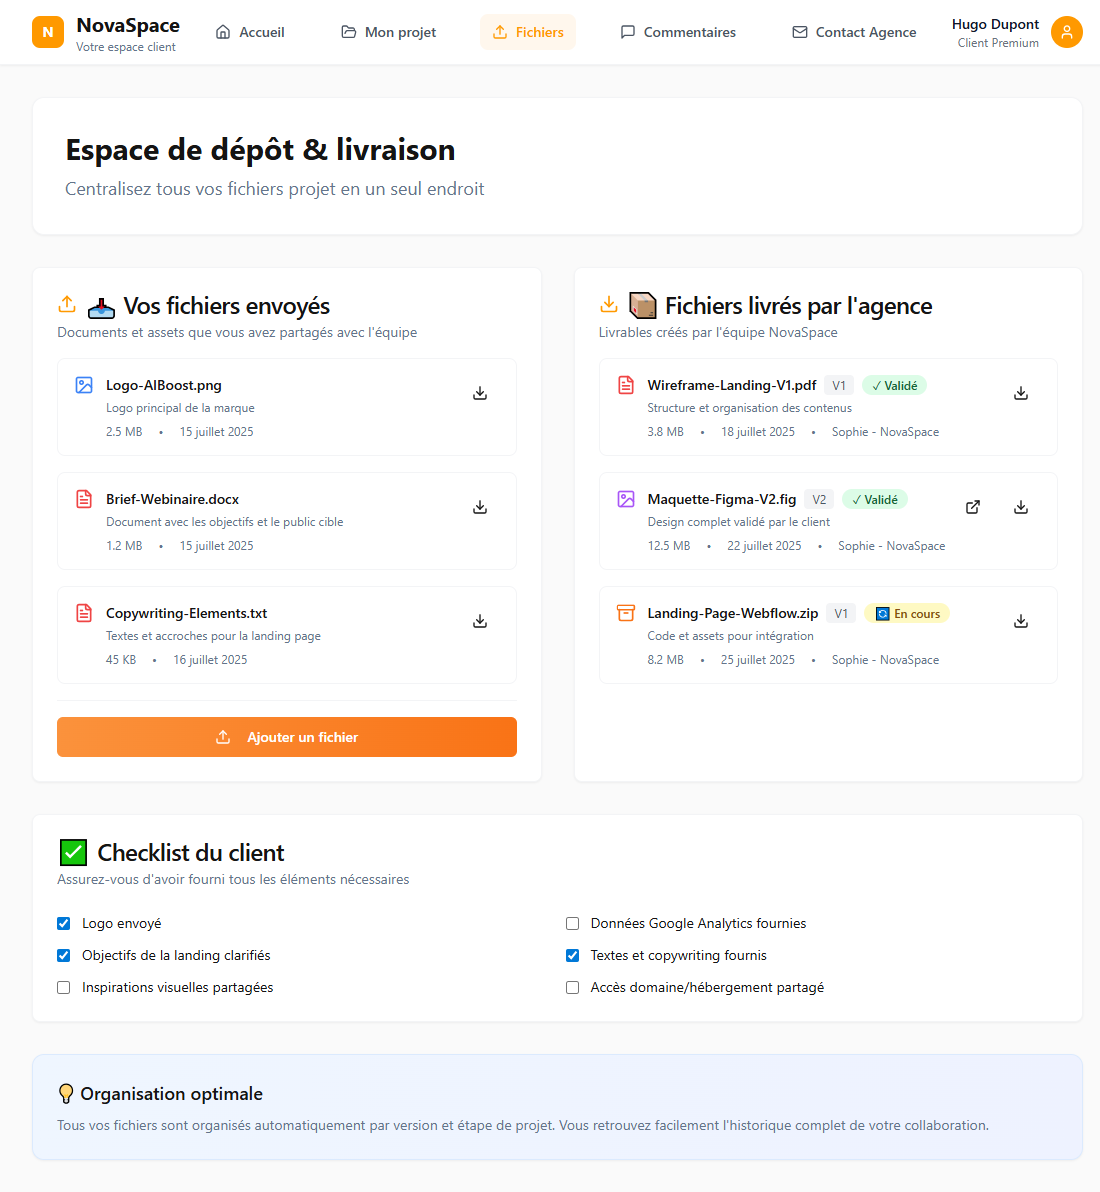 N
NovaSpace
Votre espace client
Accueil
Mon projet
Fichiers
Commentaires
Contact Agence
Hugo Dupont
Client Premium
Espace de dépôt & livraison
Centralisez tous vos fichiers projet en un seul endroit
Vos fichiers envoyés
Documents et assets que vous avez partagés avec l'équipe
Logo-AIBoost.png
Logo principal de la marque
2.5 MB • 15 juillet 2025
Brief-Webinaire.docx
Document avec les objectifs et le public cible
1.2 MB • 15 juillet 2025
Copywriting-Elements.txt
Textes et accroches pour la landing page
45 KB • 16 juillet 2025
Ajouter un fichier
Fichiers livrés par l'agence
Livrables créés par l'équipe NovaSpace
Wireframe-Landing-V1.pdf V1 ✓ Validé
Structure et organisation des contenus
3.8 MB • 18 juillet 2025 • Sophie - NovaSpace
Maquette-Figma-V2.fig V2 ✓ Validé
Design complet validé par le client
12.5 MB • 22 juillet 2025 • Sophie - NovaSpace
Landing-Page-Webflow.zip V1 En cours
Code et assets pour intégration
8.2 MB • 25 juillet 2025 • Sophie - NovaSpace
Checklist du client
Assurez-vous d'avoir fourni tous les éléments nécessaires
Logo envoyé
Objectifs de la landing clarifiés
Inspirations visuelles partagées
Données Google Analytics fournies
Textes et copywriting fournis
Accès domaine/hébergement partagé
Organisation optimale
Tous vos fichiers sont organisés automatiquement par version et étape de projet. Vous retrouvez facilement l'historique complet de votre collaboration.